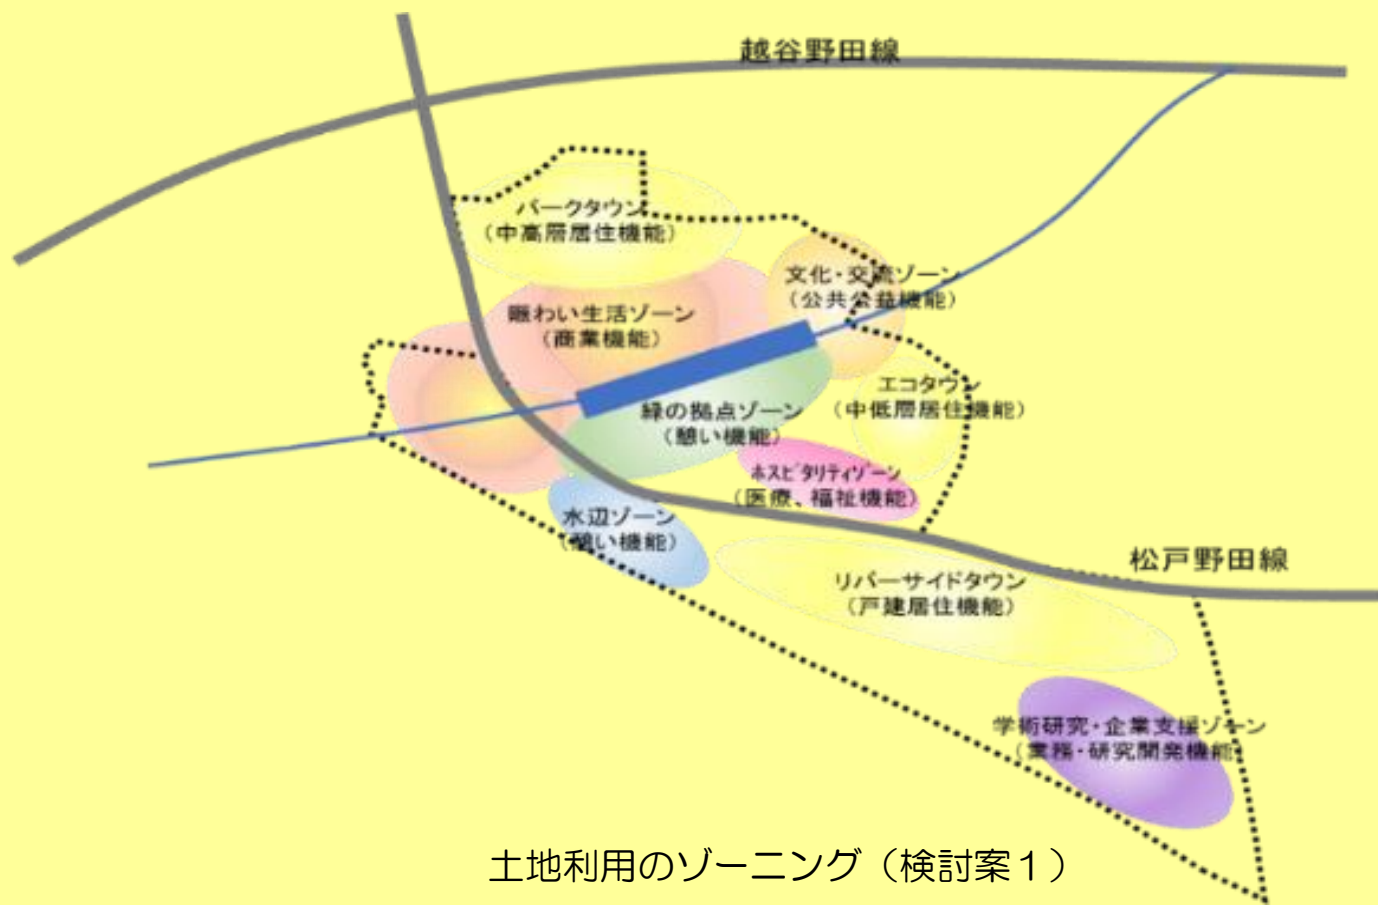 越谷野田線
パークタウン
（中高層居住機能）
文化・交流ゾーン
（公共公益機能）
賑わい生活ゾーン
（商業機能）
エコタウン
（中低層居住機能）
緑の拠点ゾーン
（憩い機能）
ホスピタリティゾーン
（医療、福祉機能）
水辺ゾーン
（憩い機能）
松戸野田線
リバーサイドタウン
（戸建居住機能）
学術研究・企業支援ゾーン
（業務・研究開発機能）
土地利用のゾーニング（検討案１）